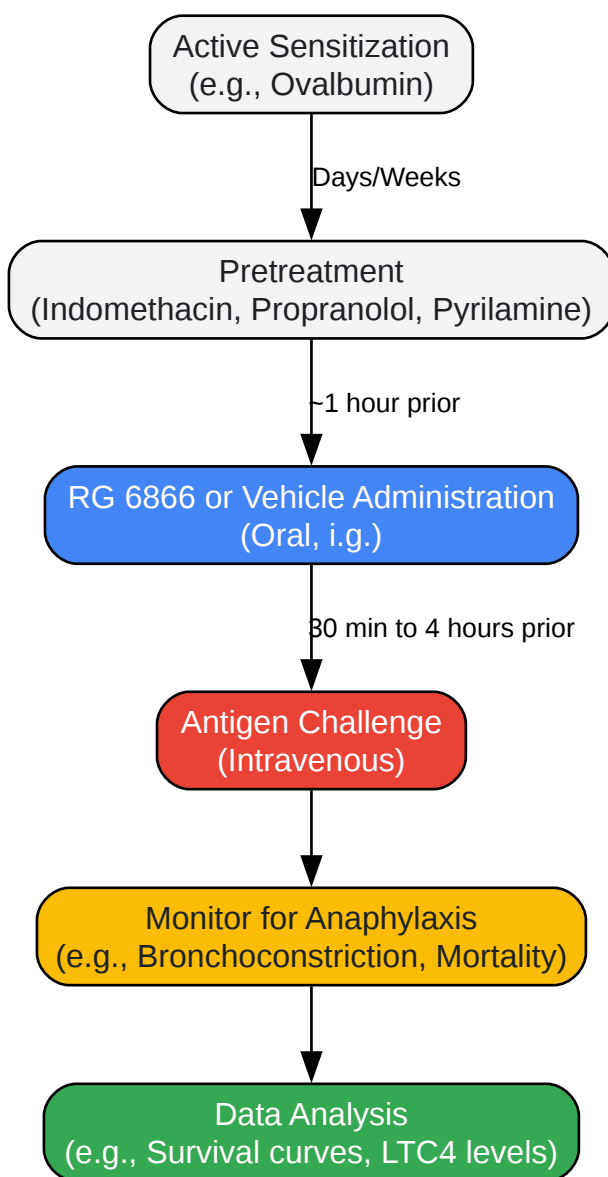 Active Sensitization
(e.g., Ovalbumin)
Days/Weeks
Pretreatment
(Indomethacin, Propranolol, Pyrilamine)
~1 hour prior
RG 6866 or Vehicle Administration
(Oral, i.g.)
30 min to 4 hours prior
Antigen Challenge
(Intravenous)
Monitor for Anaphylaxis
(e.g., Bronchoconstriction, Mortality)
Data Analysis
(e.g., Survival curves, LTC4 levels)